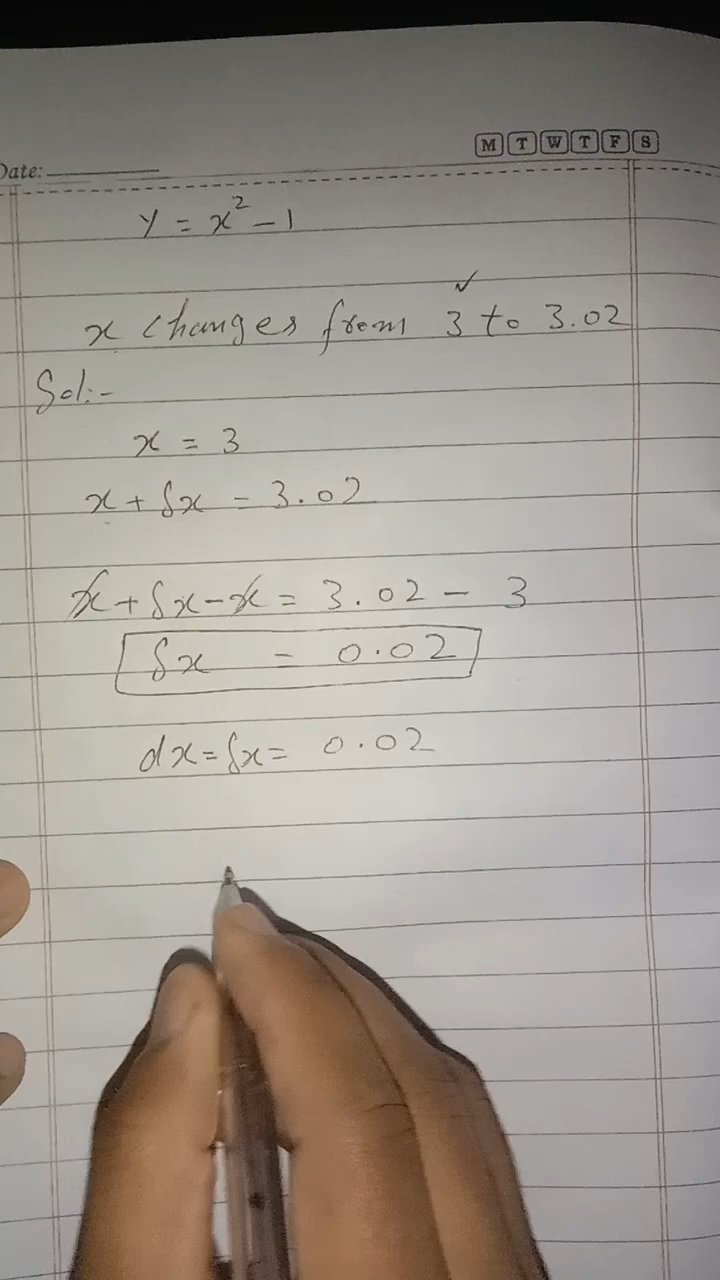 M T W T F S
Date:
y = x² - 1
x changes from 3 to 3.02
Sol:-
x = 3
x + δx = 3.02
x + δx - x = 3.02 - 3
δx = 0.02
dx = δx = 0.02